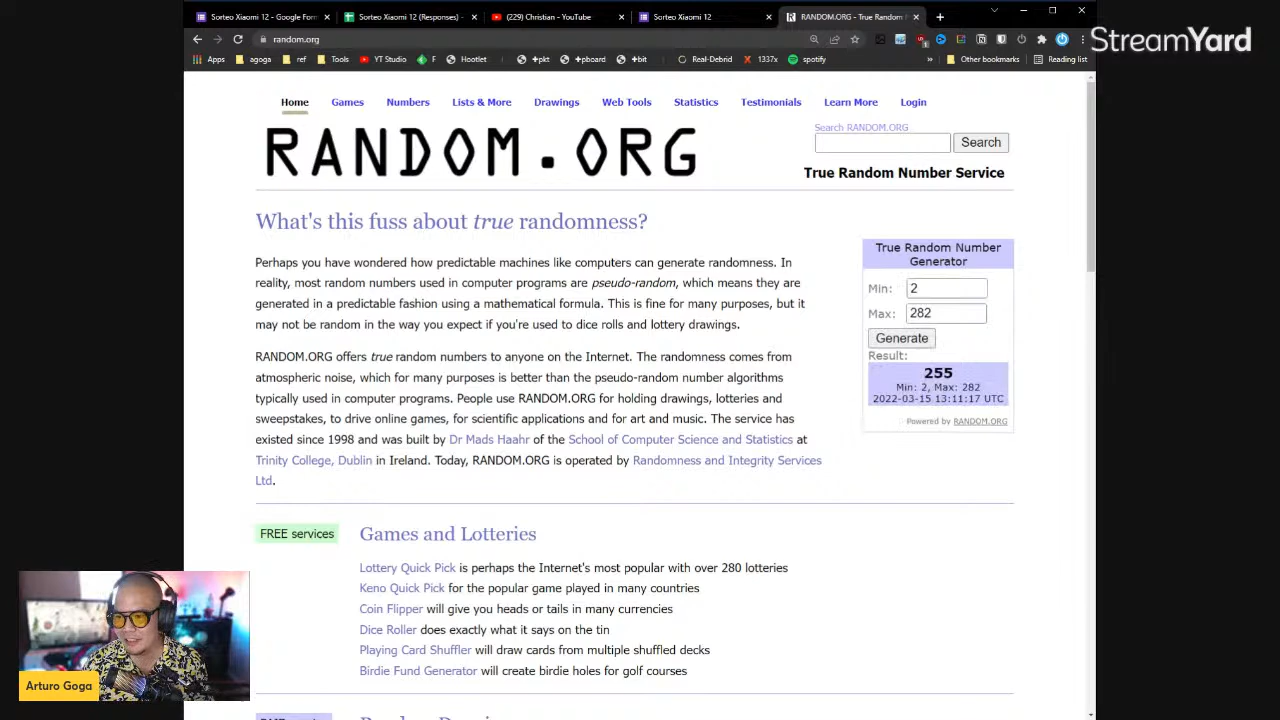 Sorteo Xiaomi 12 - Google Form
Sorteo Xiaomi 12 (Responses) -
(229) Christian - YouTube
Sorteo Xiaomi 12
RANDOM.ORG - True Random N
StreamYard
random.org
Apps
agoga
ref
Tools
YT Studio
F
Hootlet
+pkt
+pboard
+bit
Real-Debrid
1337x
spotify
»
Other bookmarks
Reading list
Home
Games
Numbers
Lists & More
Drawings
Web Tools
Statistics
Testimonials
Learn More
Login
RANDOM.ORG
Search RANDOM.ORG
Search
True Random Number Service
What's this fuss about true randomness?
Perhaps you have wondered how predictable machines like computers can generate randomness. In
reality, most random numbers used in computer programs are pseudo-random, which means they are
generated in a predictable fashion using a mathematical formula. This is fine for many purposes, but it
may not be random in the way you expect if you're used to dice rolls and lottery drawings.
RANDOM.ORG offers true random numbers to anyone on the Internet. The randomness comes from
atmospheric noise, which for many purposes is better than the pseudo-random number algorithms
typically used in computer programs. People use RANDOM.ORG for holding drawings, lotteries and
sweepstakes, to drive online games, for scientific applications and for art and music. The service has
existed since 1998 and was built by Dr Mads Haahr of the School of Computer Science and Statistics at
Trinity College, Dublin in Ireland. Today, RANDOM.ORG is operated by Randomness and Integrity Services
Ltd.
True Random Number
Generator
Min: 2
Max: 282
Generate
Result:
255
Min: 2, Max: 282
2022-03-15 13:11:17 UTC
Powered by RANDOM.ORG
FREE services
Games and Lotteries
Lottery Quick Pick is perhaps the Internet's most popular with over 280 lotteries
Keno Quick Pick for the popular game played in many countries
Coin Flipper will give you heads or tails in many currencies
Dice Roller does exactly what it says on the tin
Playing Card Shuffler will draw cards from multiple shuffled decks
Birdie Fund Generator will create birdie holes for golf courses
Arturo Goga